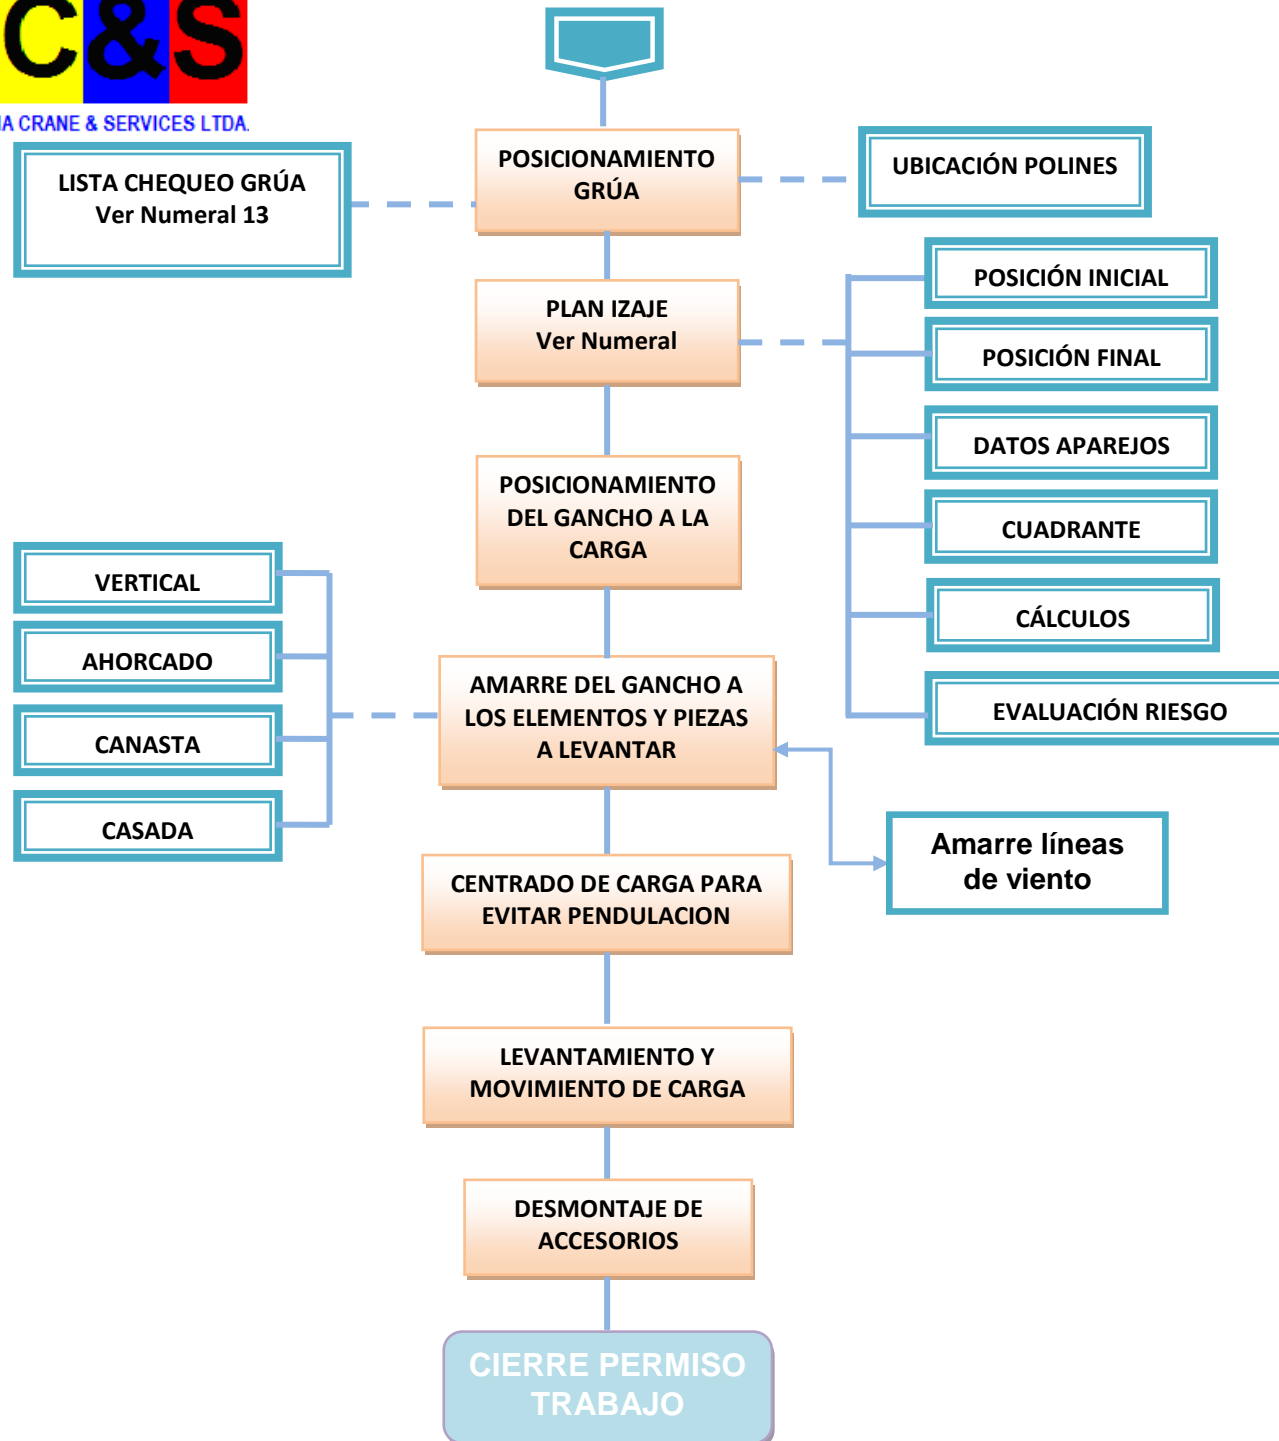 C&S
IA CRANE & SERVICES LTDA.
LISTA CHEQUEO GRÚA
Ver Numeral 13
POSICIONAMIENTO
GRÚA
UBICACIÓN POLINES
PLAN IZAJE
Ver Numeral
POSICIÓN INICIAL
POSICIÓN FINAL
DATOS APAREJOS
CUADRANTE
CÁLCULOS
EVALUACIÓN RIESGO
POSICIONAMIENTO
DEL GANCHO A LA
CARGA
VERTICAL
AHORCADO
CANASTA
CASADA
AMARRE DEL GANCHO A
LOS ELEMENTOS Y PIEZAS
A LEVANTAR
Amarre líneas
de viento
CENTRADO DE CARGA PARA
EVITAR PENDULACION
LEVANTAMIENTO Y
MOVIMIENTO DE CARGA
DESMONTAJE DE
ACCESORIOS
CIERRE PERMISO
TRABAJO